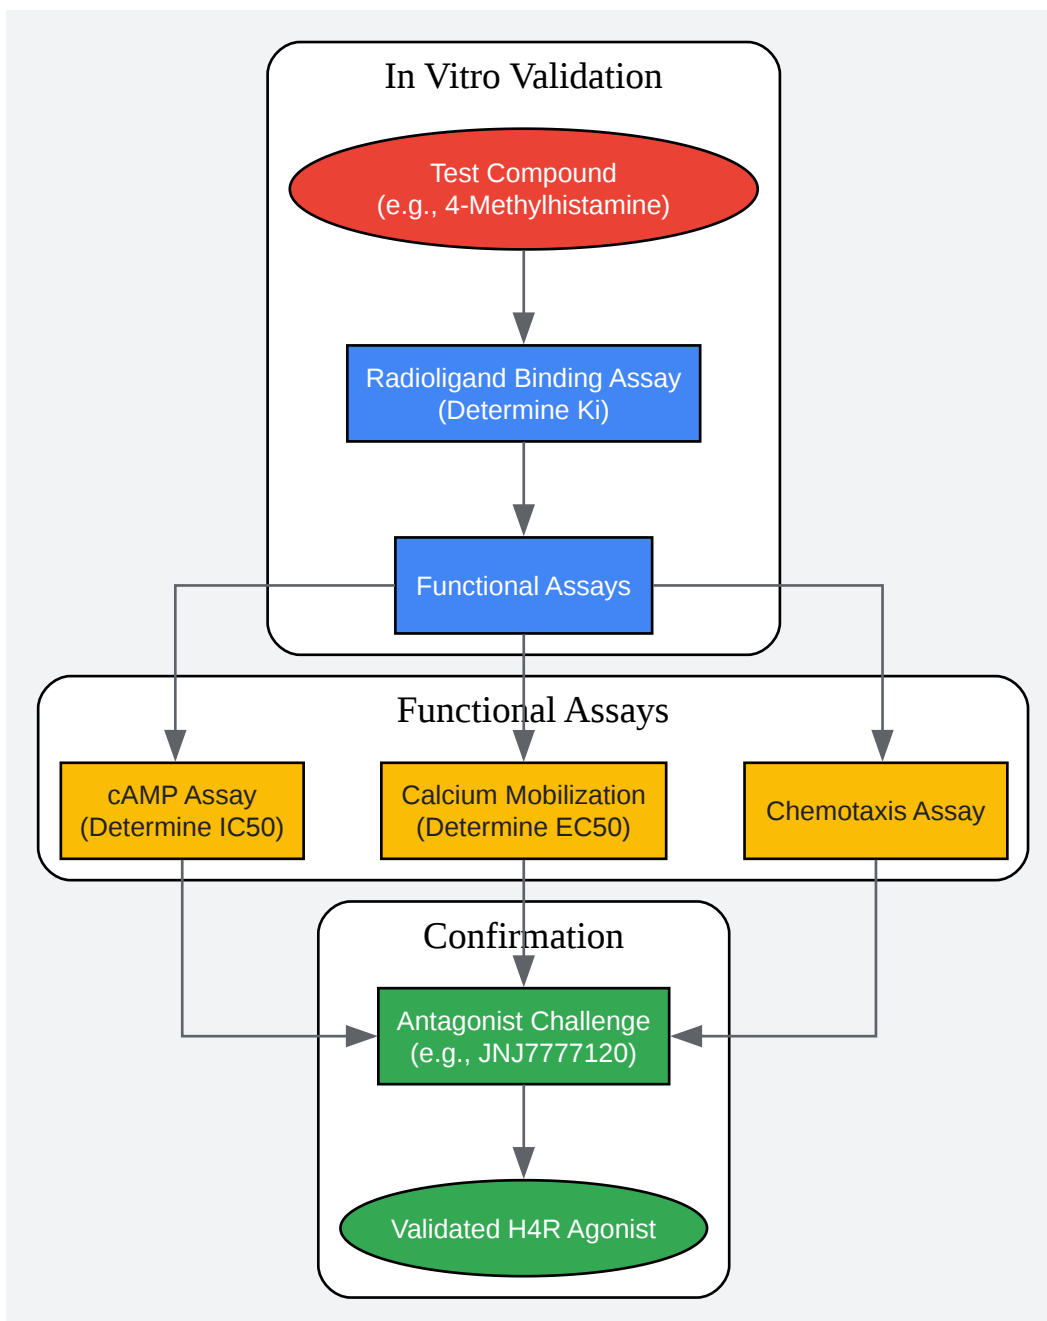 In Vitro Validation
Test Compound
(e.g., 4-Methylhistamine)
Radioligand Binding Assay
(Determine Ki)
Functional Assays
Functional Assays
cAMP Assay
(Determine IC50)
Calcium Mobilization
(Determine EC50)
Chemotaxis Assay
Confirmation
Antagonist Challenge
(e.g., JNJ7777120)
Validated H4R Agonist